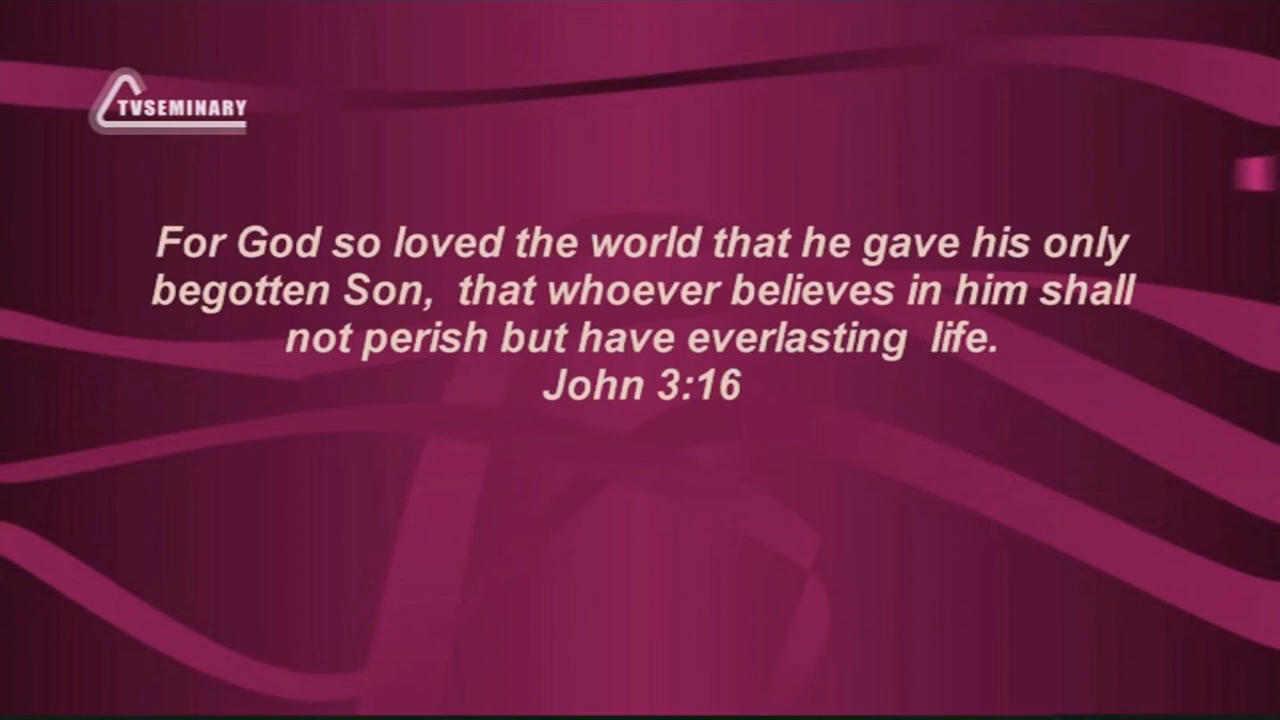 TVSEMINARY
For God so loved the world that he gave his only
begotten Son,  that whoever believes in him shall
not perish but have everlasting  life.
John 3:16